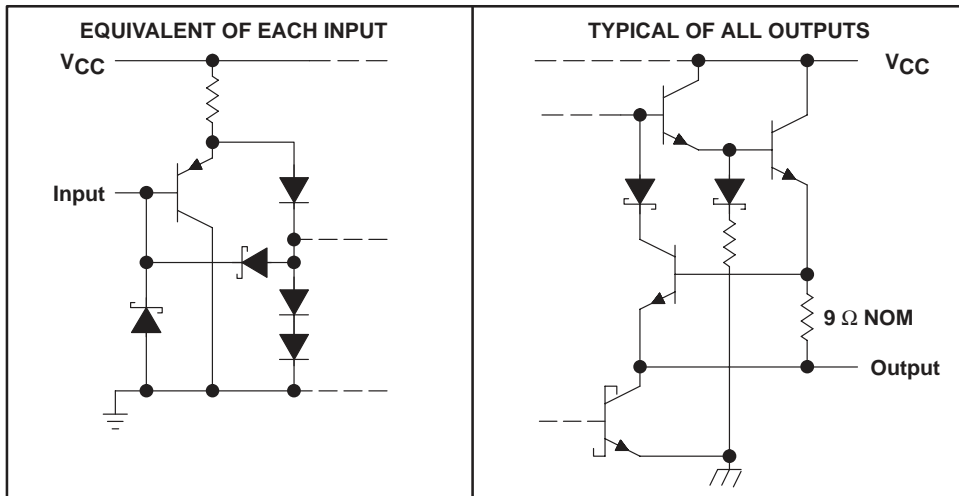 EQUIVALENT OF EACH INPUT
VCC
Input
TYPICAL OF ALL OUTPUTS
VCC
9 Ω NOM
Output